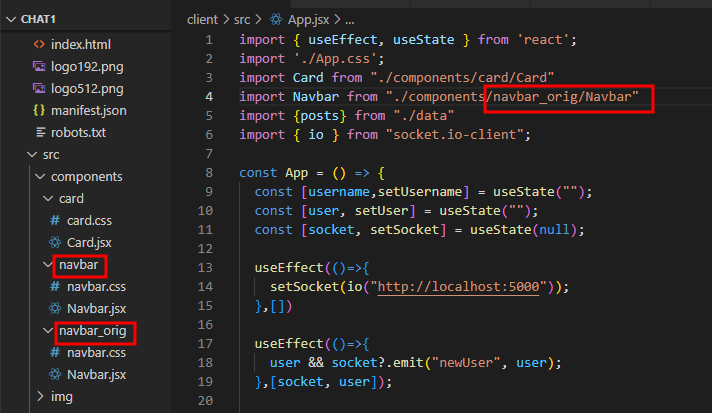 CHAT1
index.html
logo192.png
logo512.png
{} manifest.json
robots.txt
src
components
card
# card.css
Card.jsx
navbar
# navbar.css
Navbar.jsx
navbar_orig
# navbar.css
Navbar.jsx
img
client > src > App.jsx > ...
1 import { useEffect, useState } from 'react';
2 import './App.css';
3 import Card from "./components/card/Card"
4 import Navbar from "./components/navbar_orig/Navbar"
5 import {posts} from "./data"
6 import { io } from "socket.io-client";
7
8 const App = () => {
9 const [username,setUsername] = useState("");
10 const [user, setUser] = useState("");
11 const [socket, setSocket] = useState(null);
12
13 useEffect(()=>{
14 setSocket(io("http://localhost:5000"));
15 },[])
16
17 useEffect(()=>{
18 user && socket?.emit("newUser", user);
19 },[socket, user]);
20